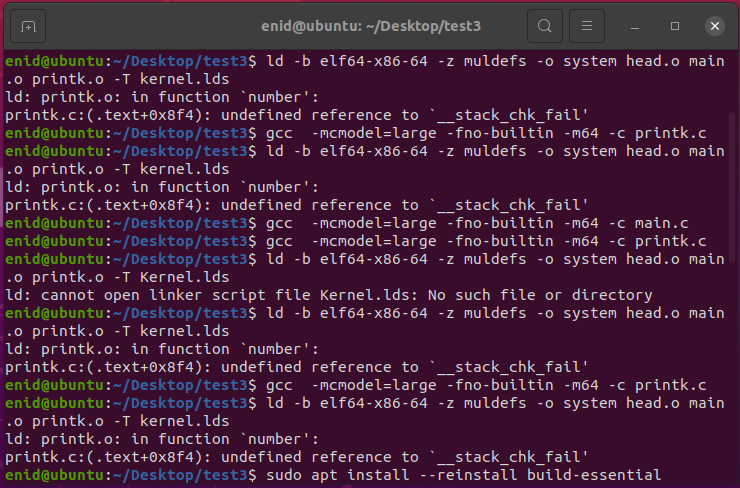 enid@ubuntu: ~/Desktop/test3
enid@ubuntu:~/Desktop/test3$ ld -b elf64-x86-64 -z muldefs -o system head.o main
.o printk.o -T kernel.lds
ld: printk.o: in function `number':
printk.c:(.text+0x8f4): undefined reference to `__stack_chk_fail'
enid@ubuntu:~/Desktop/test3$ gcc  -mcmodel=large -fno-builtin -m64 -c printk.c
enid@ubuntu:~/Desktop/test3$ ld -b elf64-x86-64 -z muldefs -o system head.o main
.o printk.o -T kernel.lds
ld: printk.o: in function `number':
printk.c:(.text+0x8f4): undefined reference to `__stack_chk_fail'
enid@ubuntu:~/Desktop/test3$ gcc  -mcmodel=large -fno-builtin -m64 -c main.c
enid@ubuntu:~/Desktop/test3$ gcc  -mcmodel=large -fno-builtin -m64 -c printk.c
enid@ubuntu:~/Desktop/test3$ ld -b elf64-x86-64 -z muldefs -o system head.o main
.o printk.o -T Kernel.lds
ld: cannot open linker script file Kernel.lds: No such file or directory
enid@ubuntu:~/Desktop/test3$ ld -b elf64-x86-64 -z muldefs -o system head.o main
.o printk.o -T kernel.lds
ld: printk.o: in function `number':
printk.c:(.text+0x8f4): undefined reference to `__stack_chk_fail'
enid@ubuntu:~/Desktop/test3$ gcc  -mcmodel=large -fno-builtin -m64 -c printk.c
enid@ubuntu:~/Desktop/test3$ ld -b elf64-x86-64 -z muldefs -o system head.o main
.o printk.o -T kernel.lds
ld: printk.o: in function `number':
printk.c:(.text+0x8f4): undefined reference to `__stack_chk_fail'
enid@ubuntu:~/Desktop/test3$ sudo apt install --reinstall build-essential